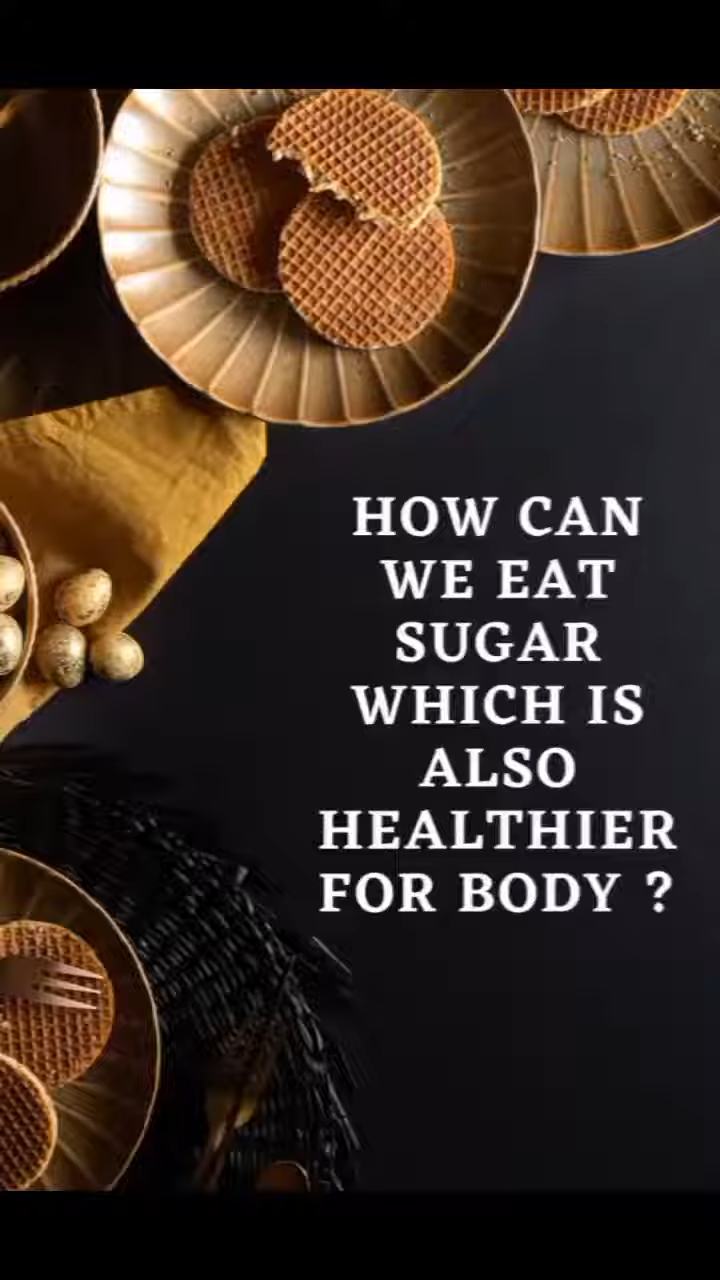 HOW CAN
WE EAT
SUGAR
WHICH IS
ALSO
HEALTHIER
FOR BODY ?